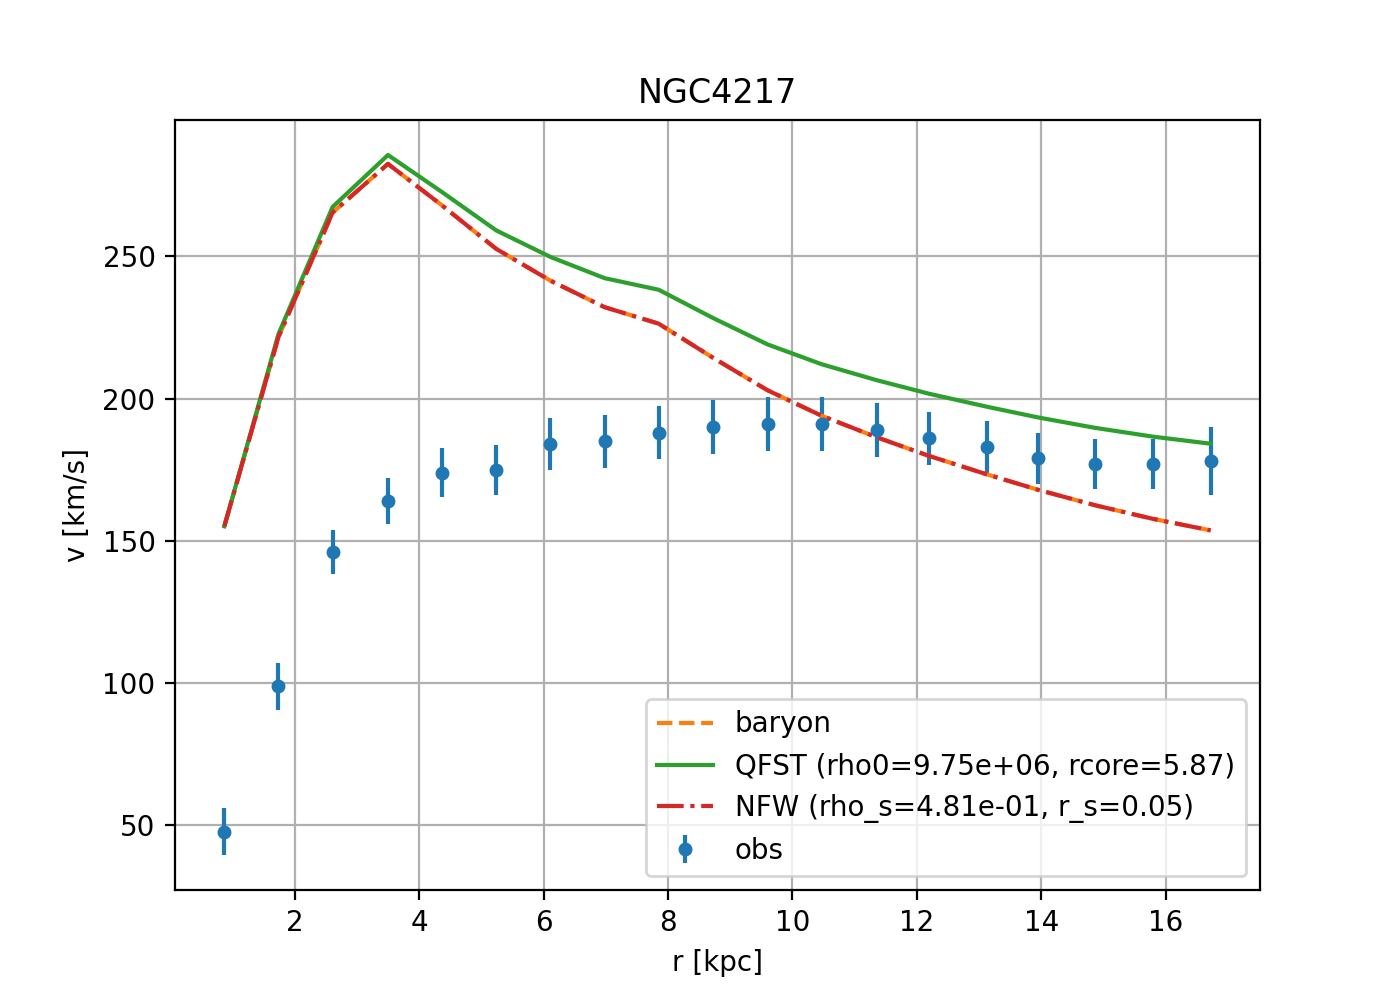 NGC4217
v [km/s]
250
200
150
100
50
baryon
QFST (rho0=9.75e+06, rcore=5.87)
NFW (rho_s=4.81e-01, r_s=0.05)
obs
2 4 6 8 10 12 14 16
r [kpc]